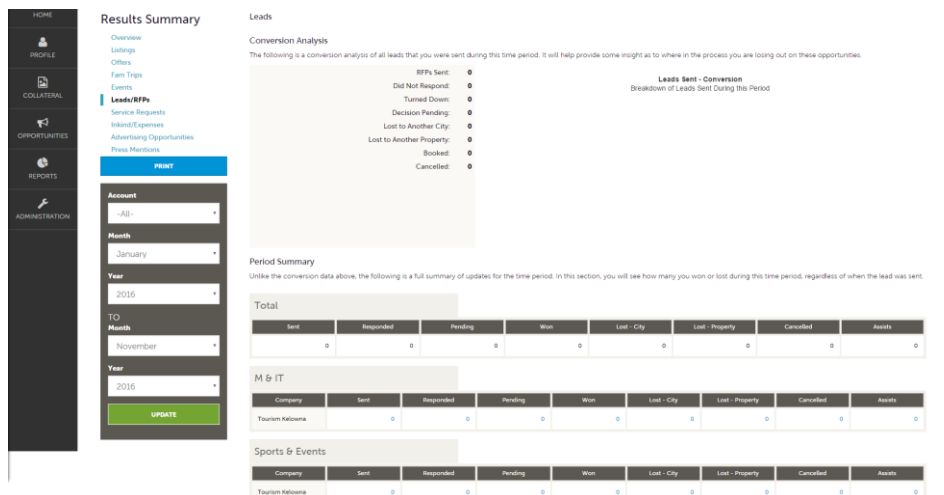 HOME
PROFILE
COLLATERAL
OPPORTUNITIES
REPORTS
ADMINISTRATION
Results Summary
Overview
Listings
Offers
Fam Trips
Events
Leads/RFPs
Service Requests
Inkind/Expenses
Advertising Opportunities
Press Mentions
PRINT
Account
-All-
Month
January
Year
2016
TO
Month
November
Year
2016
UPDATE
Leads
Conversion Analysis
The following is a conversion analysis of all leads that you were sent during this time period. It will help provide some insight as to where in the process you are losing out on these opportunities.
RFPs Sent: 0
Did Not Respond: 0
Turned Down: 0
Decision Pending: 0
Lost to Another City: 0
Lost to Another Property: 0
Booked: 0
Cancelled: 0
Leads Sent - Conversion
Breakdown of Leads Sent During this Period
Period Summary
Unlike the conversion data above, the following is a full summary of updates for the time period. In this section, you will see how many you won or lost during this time period, regardless of when the lead was sent.
Total
Sent Responded Pending Won Lost - City Lost - Property Cancelled Assists
0 0 0 0 0 0 0 0
M & IT
Company Sent Responded Pending Won Lost - City Lost - Property Cancelled Assists
Tourism Kelowna 0 0 0 0 0 0 0 0
Sports & Events
Company Sent Responded Pending Won Lost - City Lost - Property Cancelled Assists
Tourism Kelowna 0 0 0 0 0 0 0 0